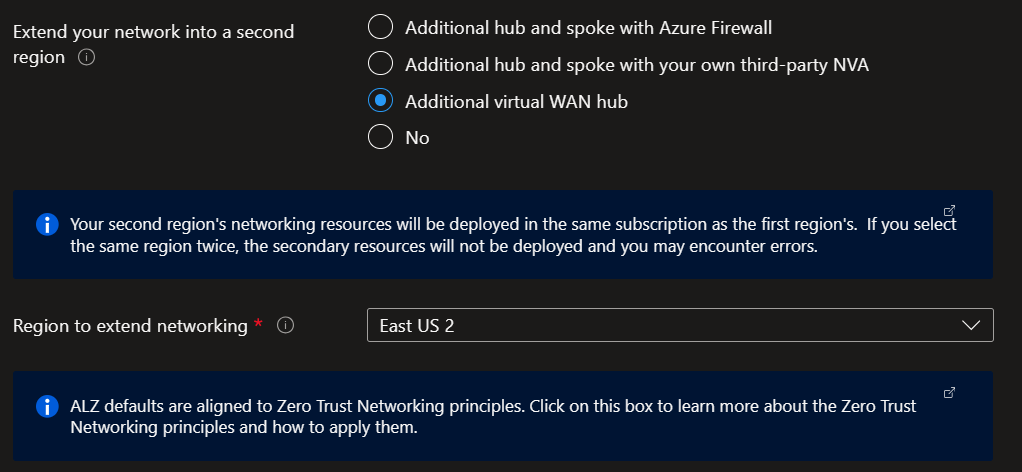 Extend your network into a second
region
Additional hub and spoke with Azure Firewall
Additional hub and spoke with your own third-party NVA
Additional virtual WAN hub
No
Your second region's networking resources will be deployed in the same subscription as the first region's.  If you select
the same region twice, the secondary resources will not be deployed and you may encounter errors.
Region to extend networking *
East US 2
ALZ defaults are aligned to Zero Trust Networking principles. Click on this box to learn more about the Zero Trust
Networking principles and how to apply them.